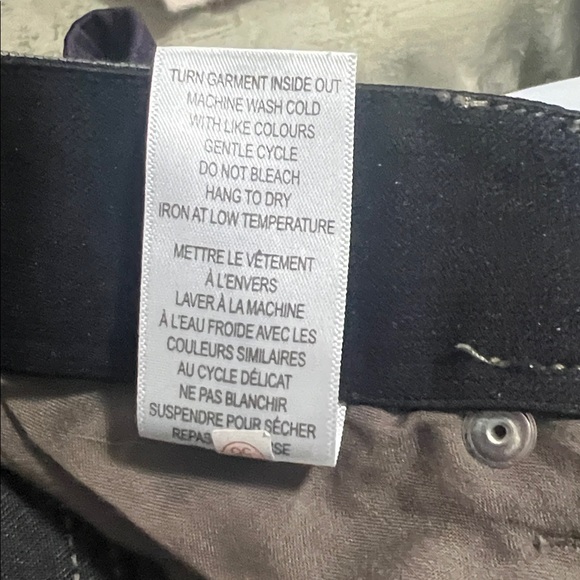 TURN GARMENT INSIDE OUT
MACHINE WASH COLD
WITH LIKE COLOURS
GENTLE CYCLE
DO NOT BLEACH
HANG TO DRY
IRON AT LOW TEMPERATURE
METTRE LE VÊTEMENT
À L'ENVERS
LAVER À LA MACHINE
À L'EAU FROIDE AVEC LES
COULEURS SIMILAIRES
AU CYCLE DÉLICAT
NE PAS BLANCHIR
SUSPENDRE POUR SÉCHER